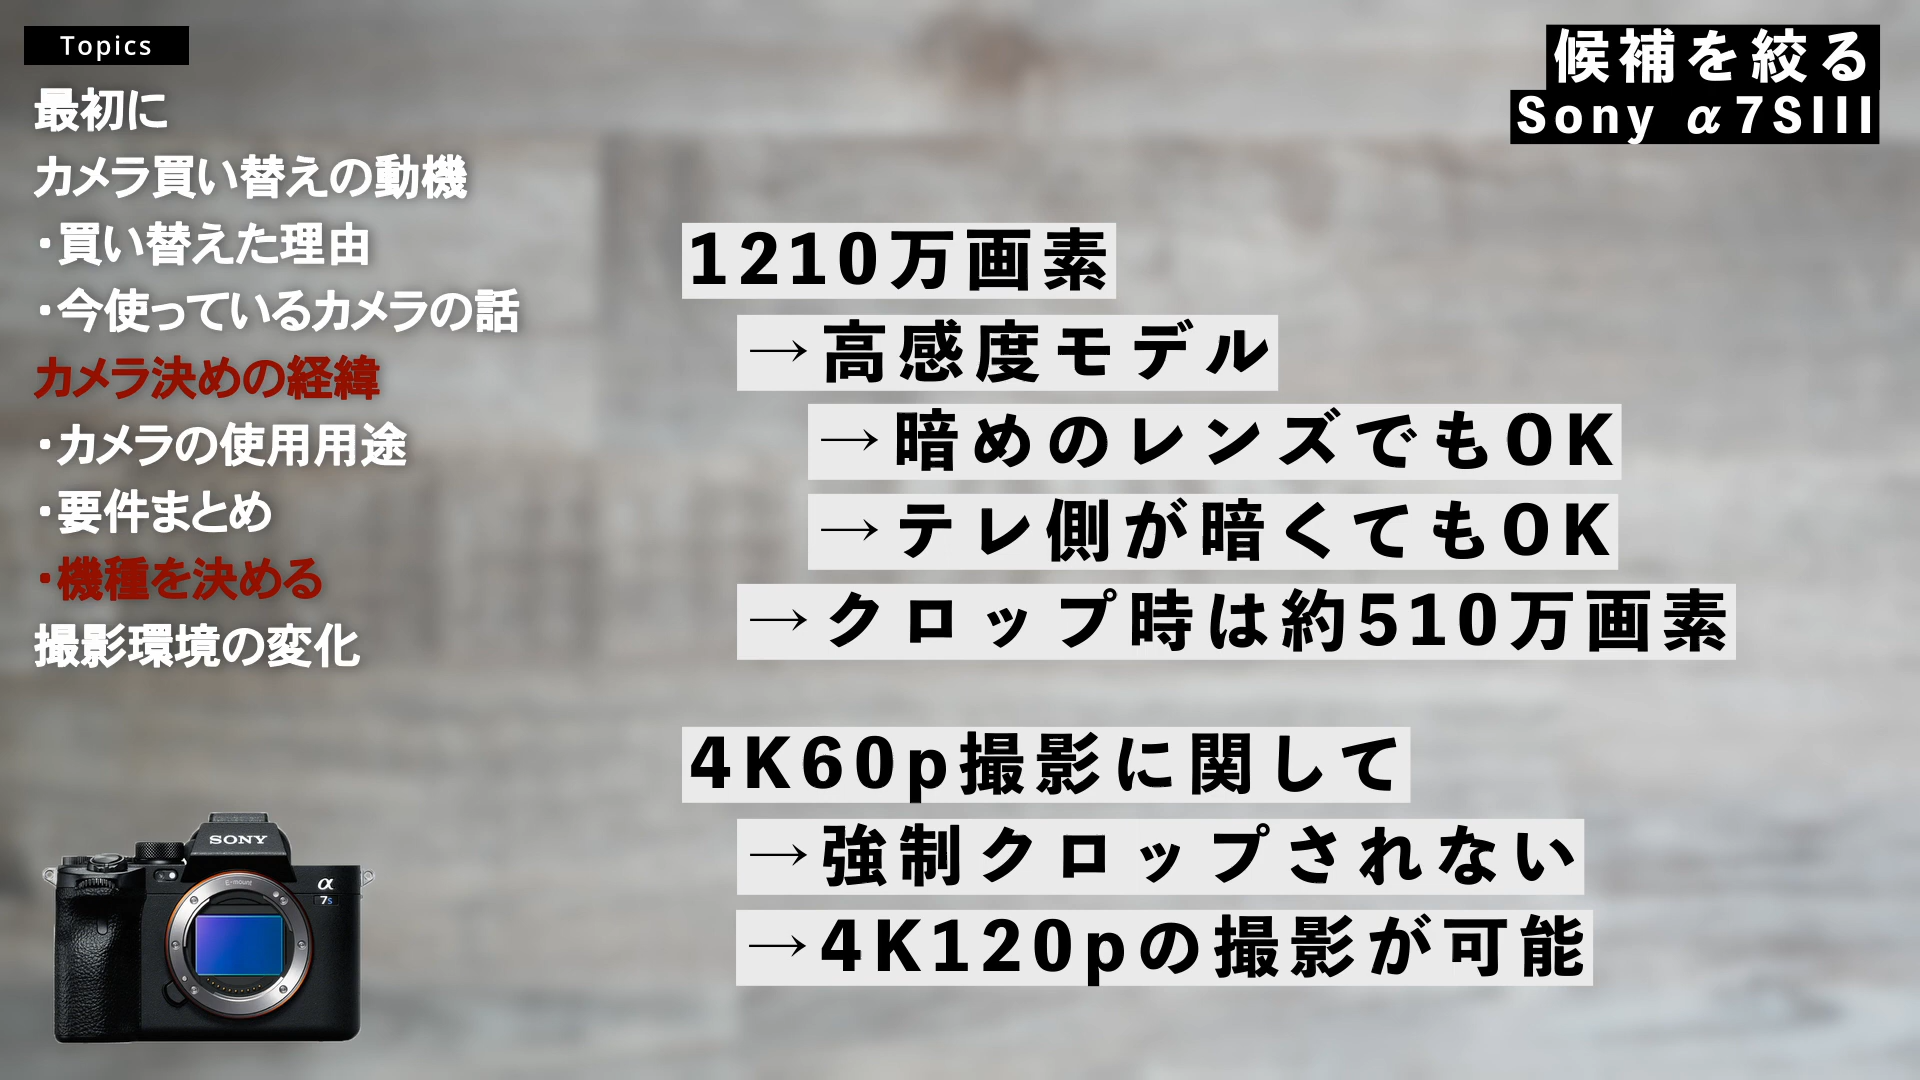 Topics
最初に
カメラ買い替えの動機
・買い替えた理由
・今使っているカメラの話
カメラ決めの経緯
・カメラの使用用途
・要件まとめ
・機種を決める
撮影環境の変化
候補を絞る
Sony α7SIII
1210万画素
→高感度モデル
→暗めのレンズでもOK
→テレ側が暗くてもOK
→クロップ時は約510万画素
4K60p撮影に関して
→強制クロップされない
→4K120pの撮影が可能
SONY
E-mount
α
7s